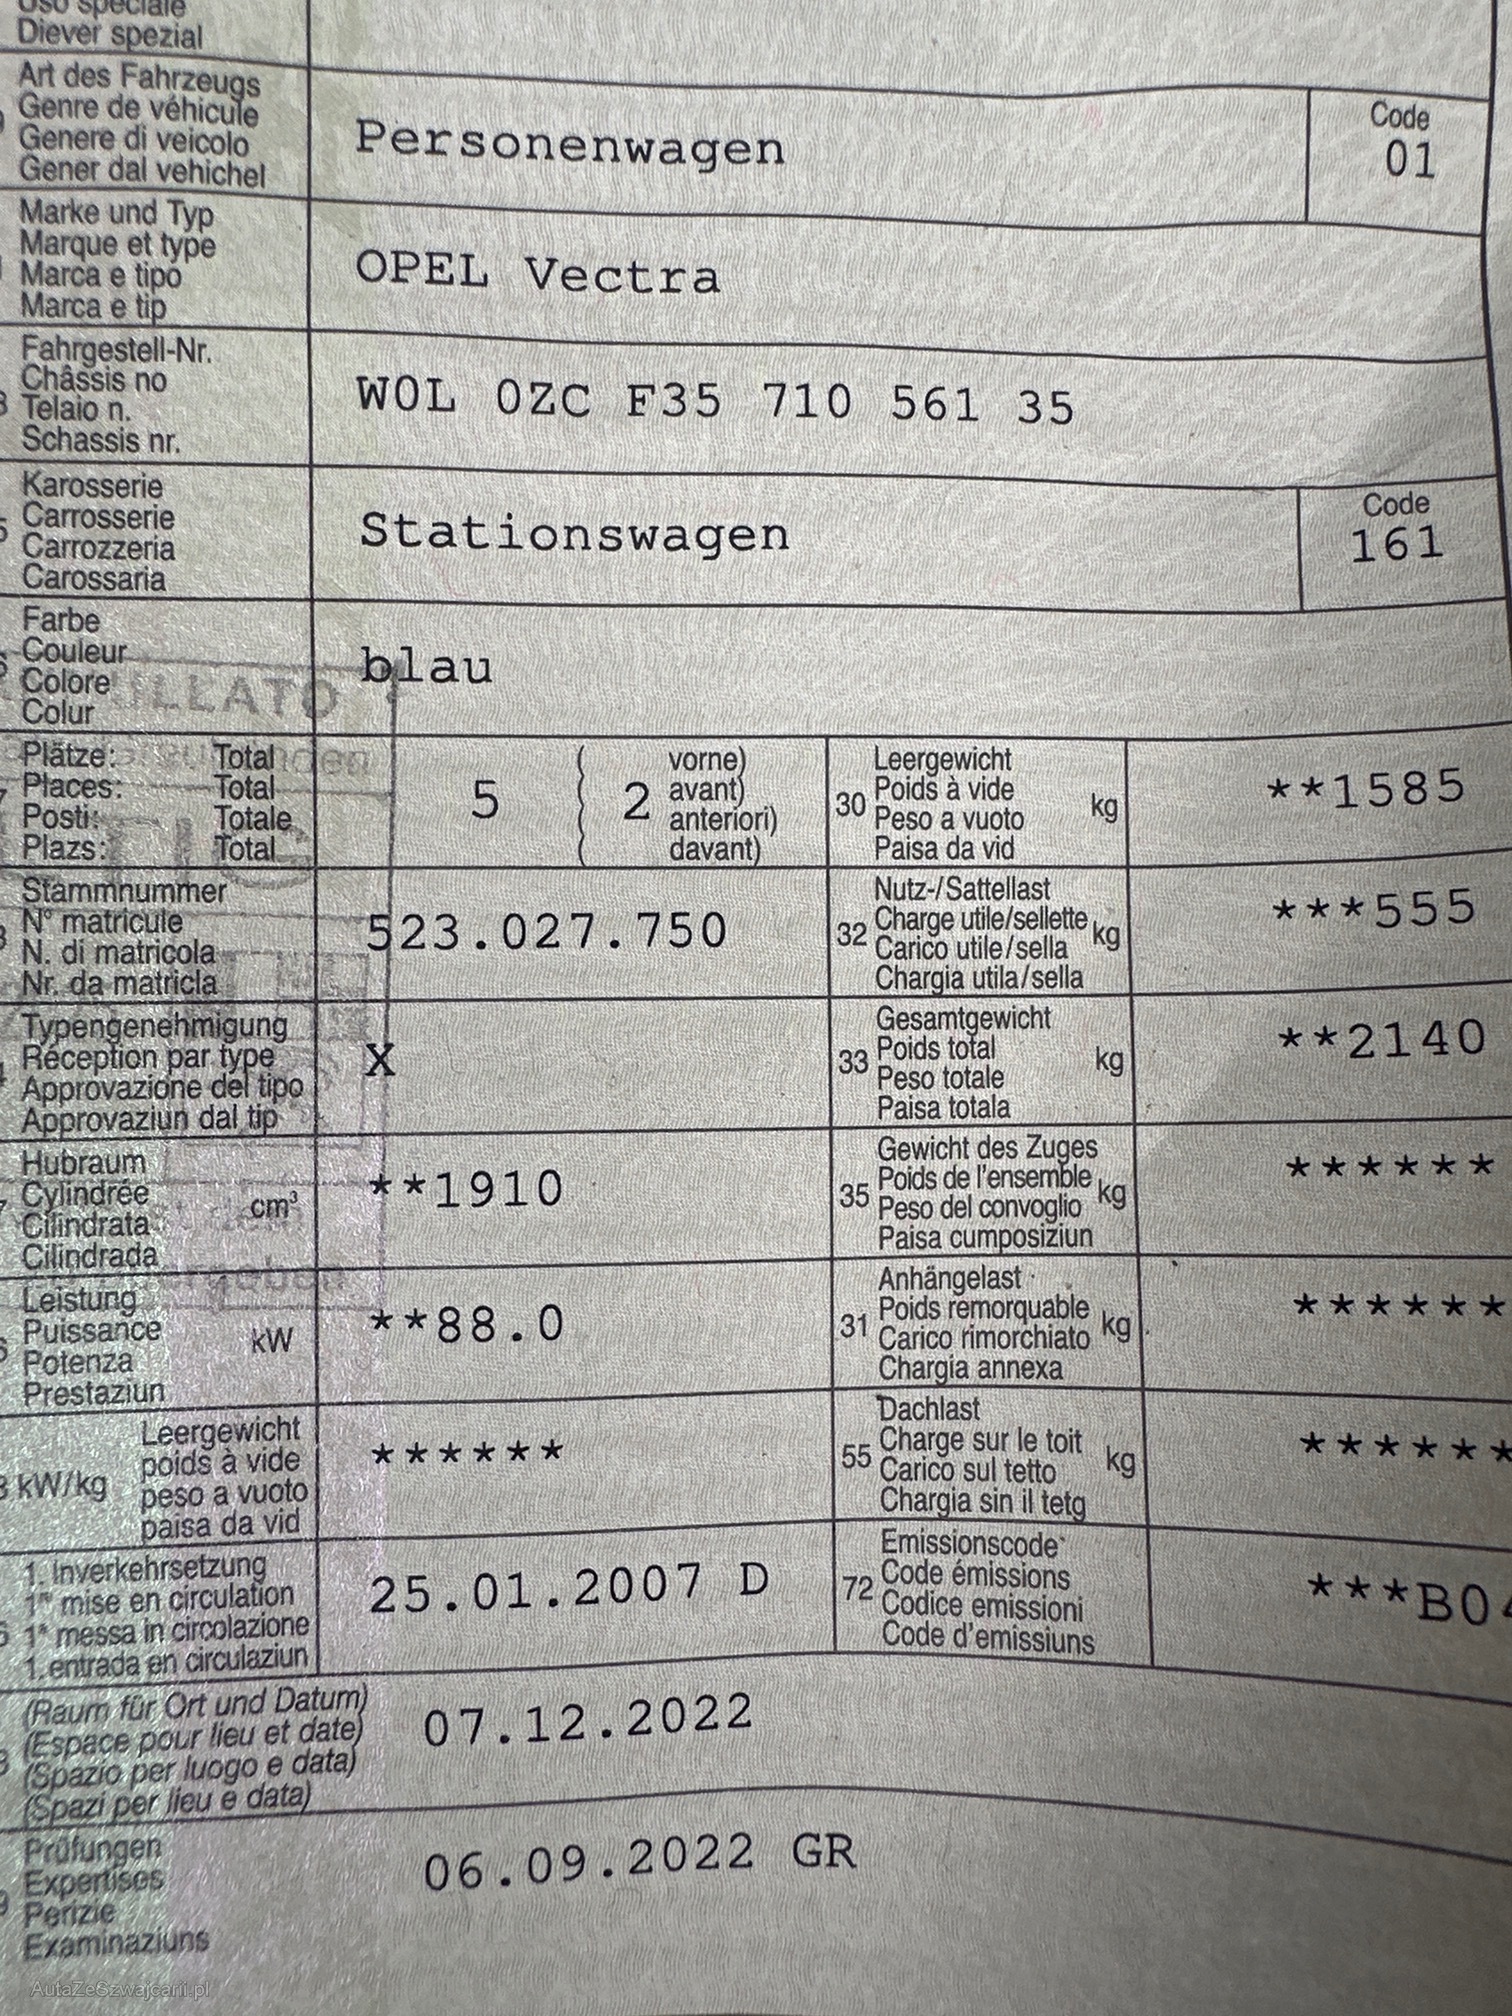 Uso speciale
Diever spezial
Art des Fahrzeugs
Genre de véhicule
Genere di veicolo
Gener dal vehichel
Personenwagen
Code
01
Marke und Typ
Marque et type
Marca e tipo
Marca e tip
OPEL Vectra
Fahrgestell-Nr.
Châssis no
Telaio n.
Schassis nr.
W0L 0ZC F35 710 561 35
Karosserie
Carrosserie
Carrozzeria
Carossaria
Stationswagen
Code
161
Farbe
Couleur
Colore
Colur
blau
ULLATO
Plätze: Total
Places: Total
Posti: Totale
Plazs: Total
5
2
vorne)
avant)
anteriori)
davant)
30
Leergewicht
Poids à vide
Peso a vuoto
Paisa da vid
kg
**1585
Stammnummer
N° matricule
N. di matricola
Nr. da matricla
523.027.750
32
Nutz-/Sattellast
Charge utile/sellette
Carico utile/sella
Chargia utila/sella
kg
***555
Typengenehmigung
Réception par type
Approvazione del tipo
Approvaziun dal tip
X
33
Gesamtgewicht
Poids total
Peso totale
Paisa totala
kg
**2140
Hubraum
Cylindrée
Cilindrata
Cilindrada
cm³
**1910
35
Gewicht des Zuges
Poids de l'ensemble
Peso del convoglio
Paisa cumposiziun
kg
******
Leistung
Puissance
Potenza
Prestaziun
kW
**88.0
31
Anhängelast
Poids remorquable
Carico rimorchiato
Chargia annexa
kg
******
kW/kg
Leergewicht
poids à vide
peso a vuoto
paisa da vid
******
55
Dachlast
Charge sur le toit
Carico sul tetto
Chargia sin il tetg
kg
******
1. Inverkehrsetzung
1re mise en circulation
1a messa in circolazione
1. entrada en circulaziun
25.01.2007 D
72
Emissionscode
Code émissions
Codice emissioni
Code d'emissiuns
***B04
(Raum für Ort und Datum)
(Espace pour lieu et date)
(Spazio per luogo e data)
(Spazi per lieu e data)
07.12.2022
Prüfungen
Expertises
Perizie
Examinaziuns
06.09.2022 GR
AutaZeSzwajcarii.pl